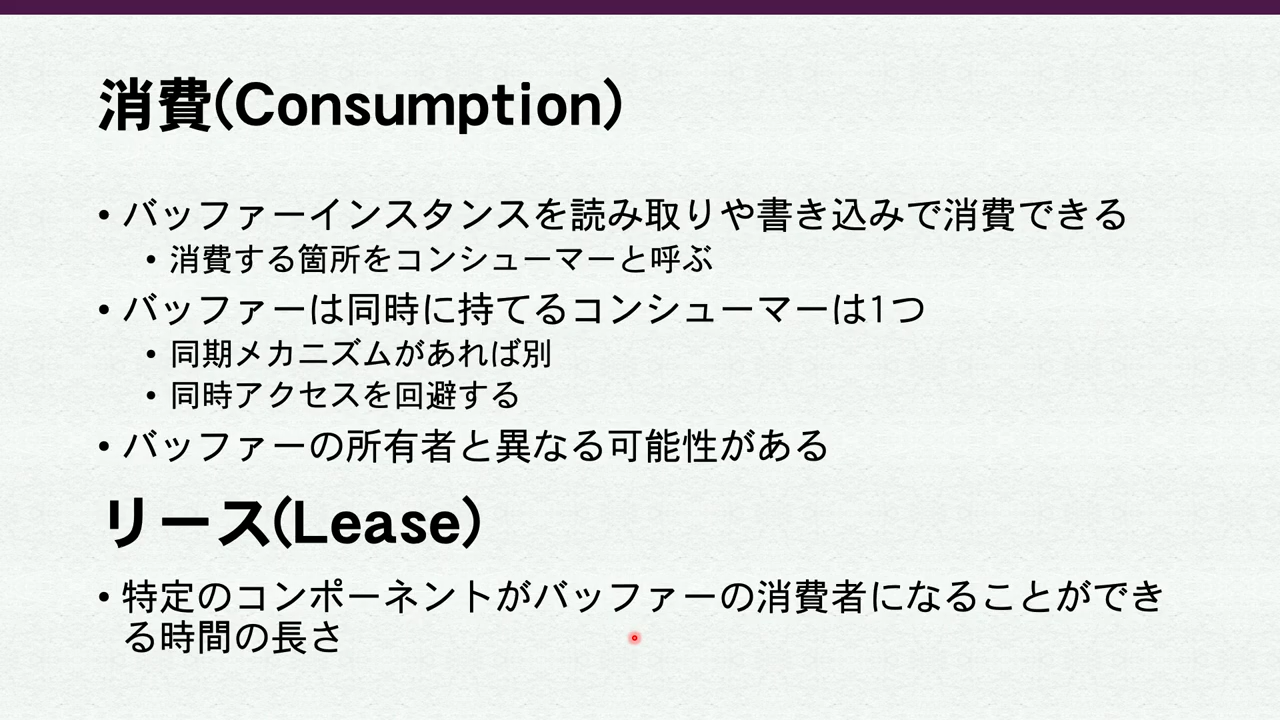 消費(Consumption)
• バッファーインスタンスを読み取りや書き込みで消費できる
• 消費する箇所をコンシューマーと呼ぶ
• バッファーは同時に持てるコンシューマーは1つ
• 同期メカニズムがあれば別
• 同時アクセスを回避する
• バッファーの所有者と異なる可能性がある
リース(Lease)
• 特定のコンポーネントがバッファーの消費者になることができ
る時間の長さ